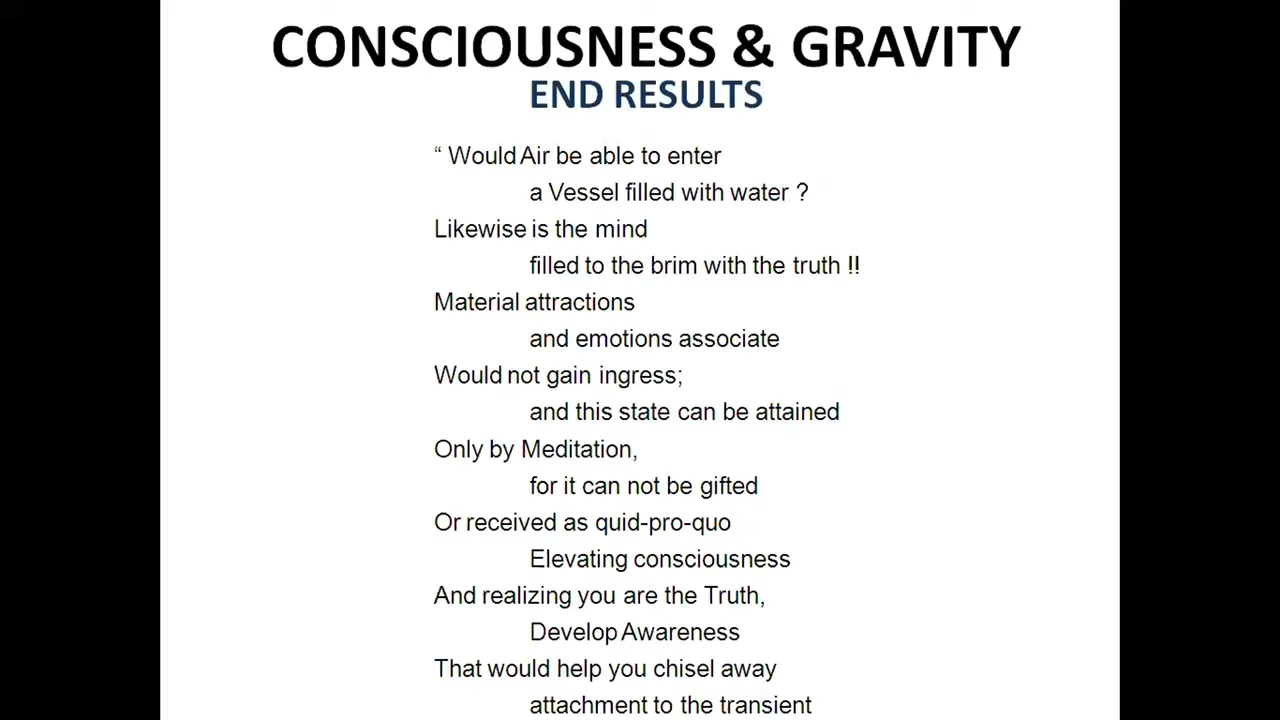 CONSCIOUSNESS & GRAVITY
END RESULTS
“ Would Air be able to enter
a Vessel filled with water ?
Likewise is the mind
filled to the brim with the truth !!
Material attractions
and emotions associate
Would not gain ingress;
and this state can be attained
Only by Meditation,
for it can not be gifted
Or received as quid-pro-quo
Elevating consciousness
And realizing you are the Truth,
Develop Awareness
That would help you chisel away
attachment to the transient